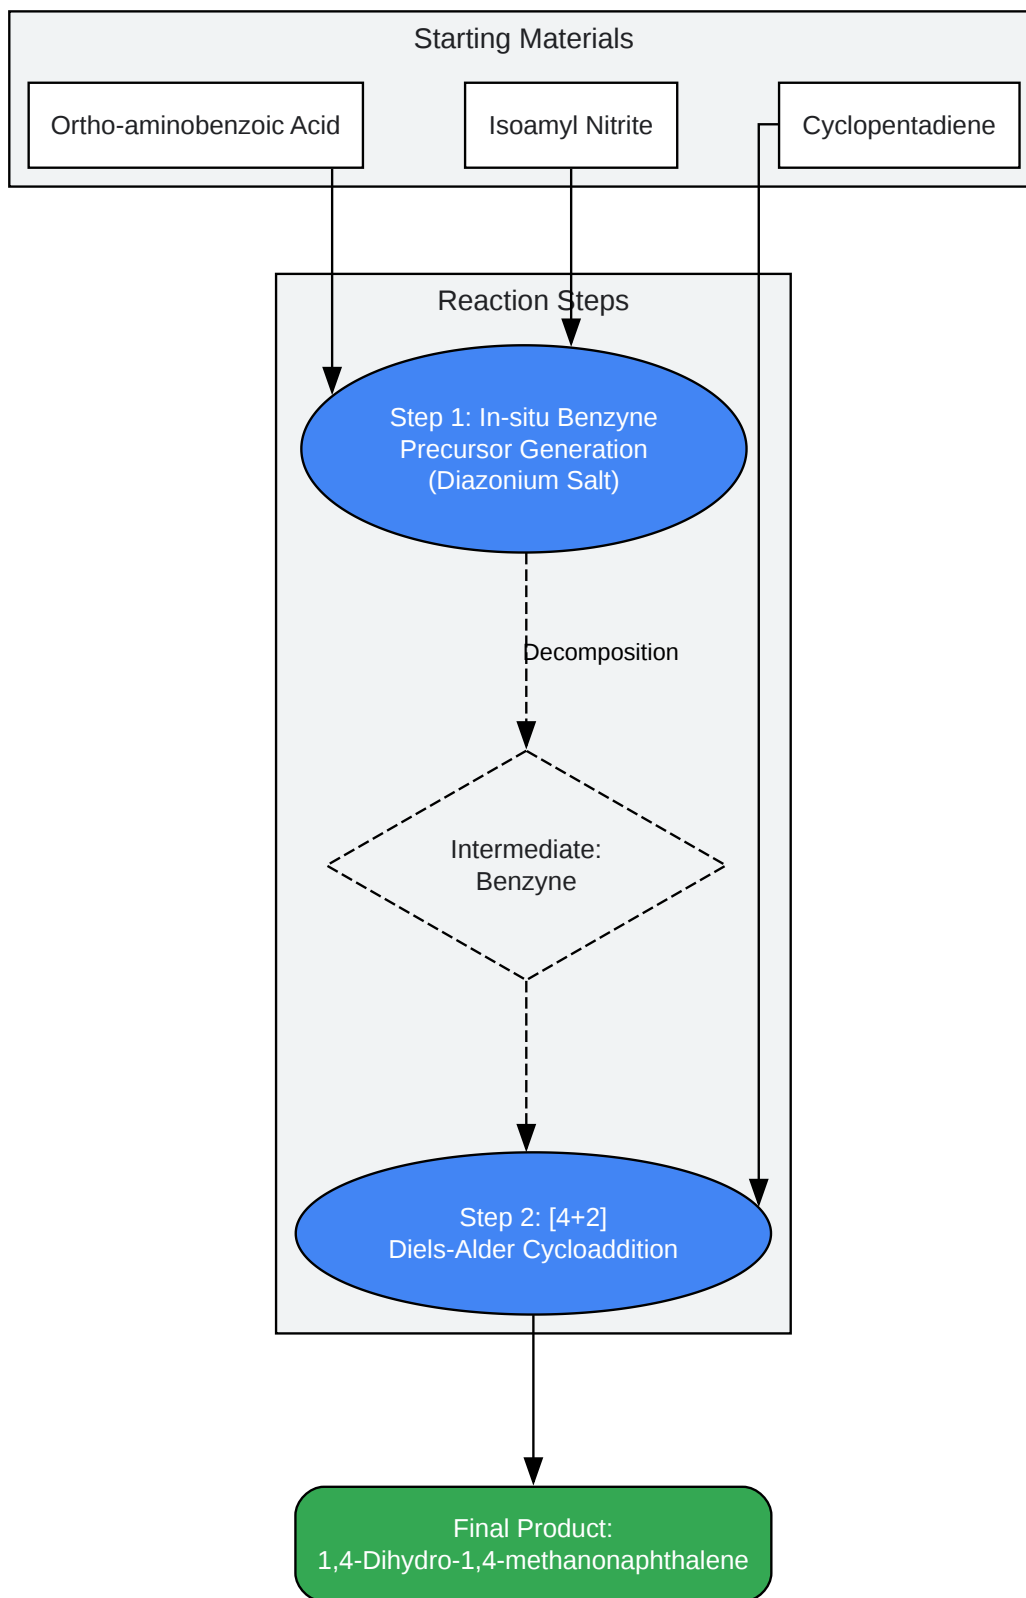 Starting Materials
Ortho-aminobenzoic Acid
Isoamyl Nitrite
Cyclopentadiene
Reaction Steps
Step 1: In-situ Benzyne
Precursor Generation
(Diazonium Salt)
Decomposition
Intermediate:
Benzyne
Step 2: [4+2]
Diels-Alder Cycloaddition
Final Product:
1,4-Dihydro-1,4-methanonaphthalene